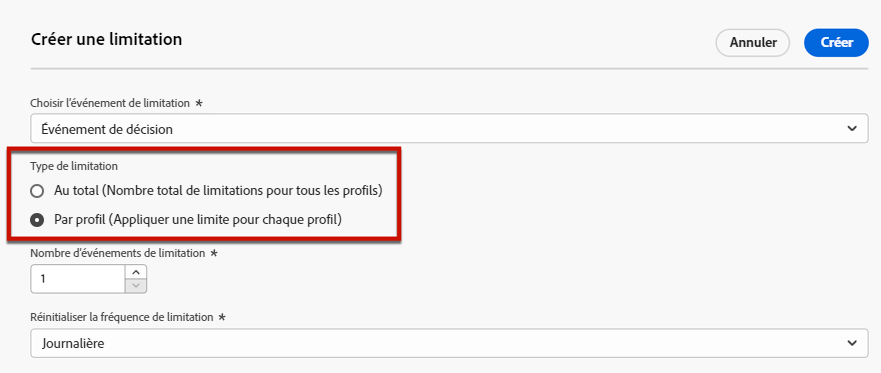 Créer une limitation
Annuler
Créer
Choisir l’événement de limitation *
Événement de décision
Type de limitation
Au total (Nombre total de limitations pour tous les profils)
Par profil (Appliquer une limite pour chaque profil)
Nombre d’événements de limitation *
1
Réinitialiser la fréquence de limitation *
Journalière